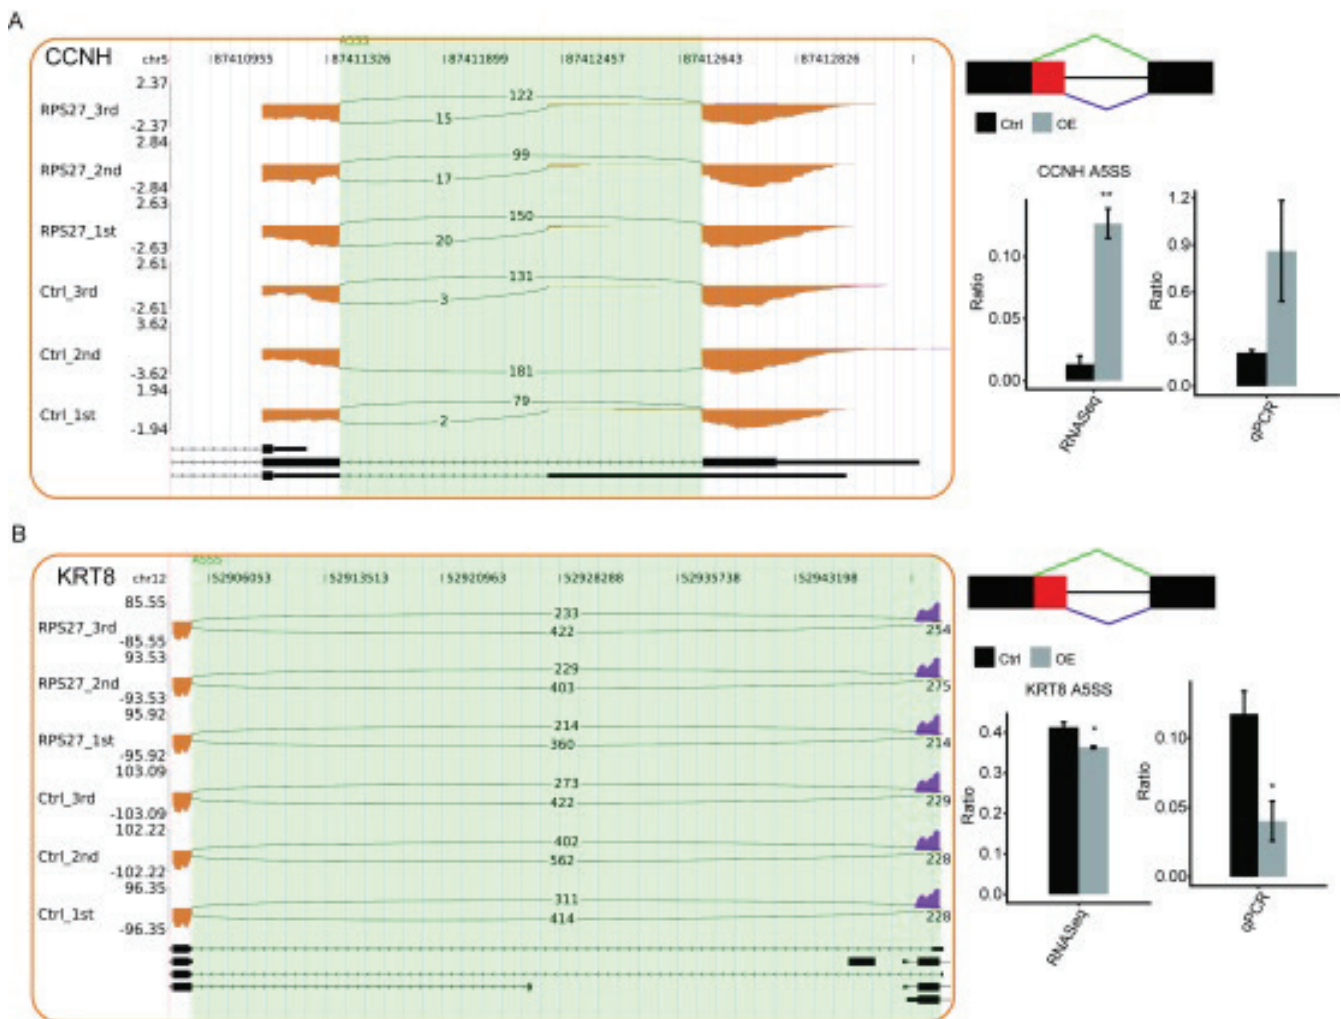 A
A5SS
CCNH chr5 87410955 87411326 87411899 87412457 87412643 87412826
2.37
RPS27_3rd 122
-2.37 15
2.84
RPS27_2nd 99
-2.84 17
2.63
RPS27_1st 150
-2.63 20
2.61
Ctrl_3rd 131
-2.61 3
3.62
Ctrl_2nd
-3.62 181
1.94
Ctrl_1st 79
-1.94 2
Ctrl OE
CCNH A5SS
**
Ratio
0.10
0.05
0.00
RNASeq
Ratio
1.2
0.9
0.6
0.3
0.0
qPCR
B
A5SS
KRT8 chr12 52906053 52913513 52920963 52928288 52935738 52943198
85.55
RPS27_3rd 233
-85.55 422 254
93.53
RPS27_2nd 229
-93.53 403 275
95.92
RPS27_1st 214
-95.92 360 214
103.09
Ctrl_3rd 273
-103.09 422 229
102.22
Ctrl_2nd 402
-102.22 562 228
96.35
Ctrl_1st 311
-96.35 414 228
Ctrl OE
KRT8 A5SS
*
Ratio
0.4
0.3
0.2
0.1
0.0
RNASeq
*
Ratio
0.10
0.05
0.00
qPCR